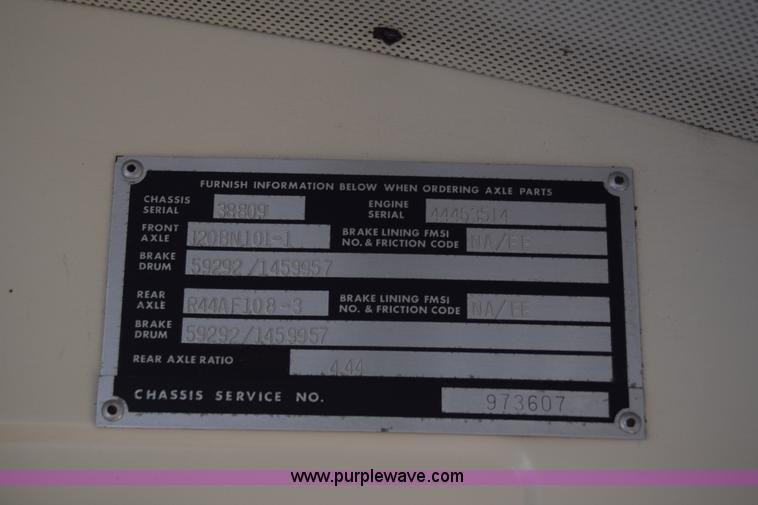 FURNISH INFORMATION BELOW WHEN ORDERING AXLE PARTS
CHASSIS SERIAL 38809 ENGINE SERIAL 44453514
FRONT AXLE 120BN101-1 BRAKE LINING FMSI NO. & FRICTION CODE NA/EE
BRAKE DRUM 59292/1459957
REAR AXLE R44AF108-3 BRAKE LINING FMSI NO. & FRICTION CODE NA/EE
BRAKE DRUM 59292/1459957
REAR AXLE RATIO 4.44
CHASSIS SERVICE NO. 973607
www.purplewave.com